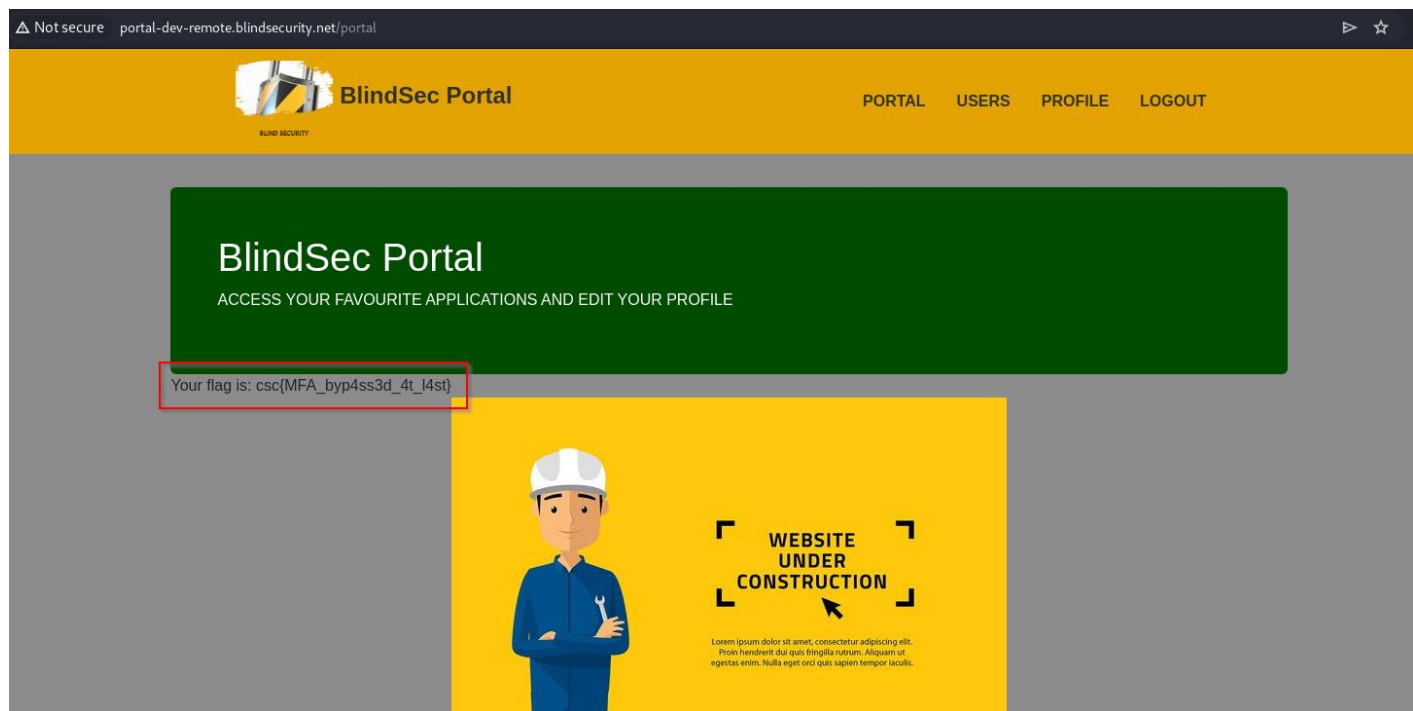 Not secure portal-dev-remote.blindsecurity.net/portal
BlindSec Portal
BLIND SECURITY
PORTAL USERS PROFILE LOGOUT
BlindSec Portal
ACCESS YOUR FAVOURITE APPLICATIONS AND EDIT YOUR PROFILE
Your flag is: csc{MFA_byp4ss3d_4t_l4st}
WEBSITE
UNDER
CONSTRUCTION
Lorem ipsum dolor sit amet, consectetur adipiscing elit.
Proin hendrerit dui quis fringilla rutrum. Aliquam ut
egestas enim. Nulla eget orci quis sapien tempor iaculis.